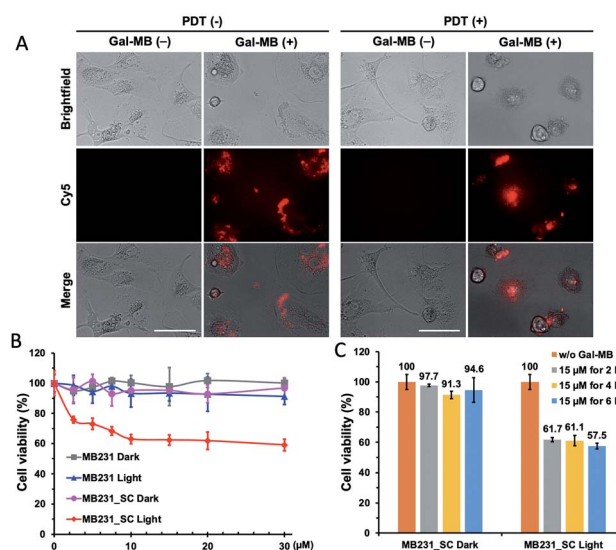 A
PDT (-)
PDT (+)
Gal-MB (–)
Gal-MB (+)
Gal-MB (–)
Gal-MB (+)
Brightfield
Cy5
Merge
B
Cell viability (%)
120
100
80
60
40
20
0
MB231 Dark
MB231 Light
MB231_SC Dark
MB231_SC Light
0
10
20
30
(μM)
C
Cell viability (%)
120
100
80
60
40
20
0
100
97.7
91.3
94.6
100
61.7
61.1
57.5
w/o Gal-MB
15 μM for 2
15 μM for 4
15 μM for 6
MB231_SC Dark
MB231_SC Light